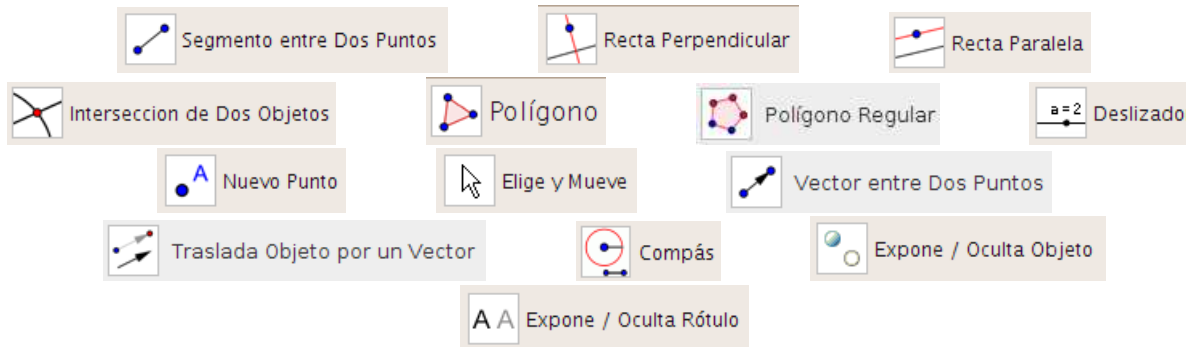 Segmento entre Dos Puntos
Recta Perpendicular
Recta Paralela
Interseccion de Dos Objetos
Polígono
Polígono Regular
a=2
Deslizado
A
Nuevo Punto
Elige y Mueve
Vector entre Dos Puntos
Traslada Objeto por un Vector
Compás
Expone / Oculta Objeto
A A
Expone / Oculta Rótulo